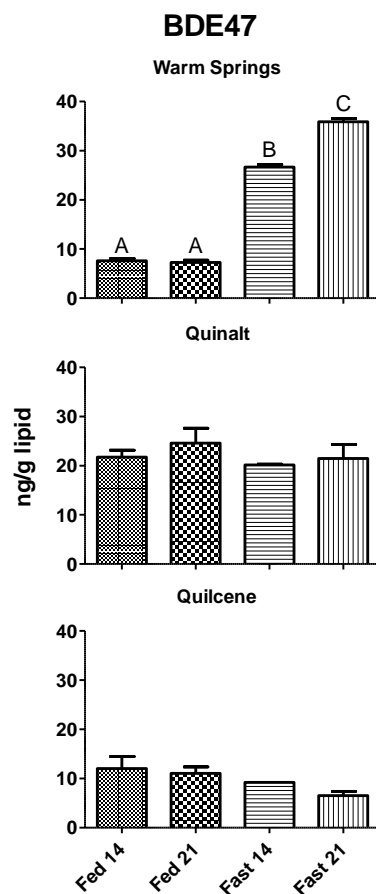 BDE47
Warm Springs
40
30
20
10
0
A
A
B
C
Quinalt
40
30
20
10
0
ng/g lipid
Quilcene
40
30
20
10
0
Fed 14
Fed 21
Fast 14
Fast 21